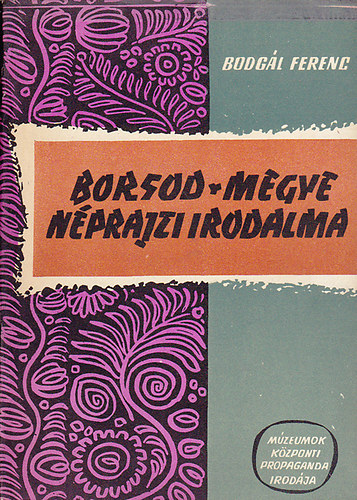 BODGÁL FERENC
BORSOD * MEGYE
NÉPRAJZI IRODALMA
MÚZEUMOK
KÖZPONTI
PROPAGANDA
IRODÁJA